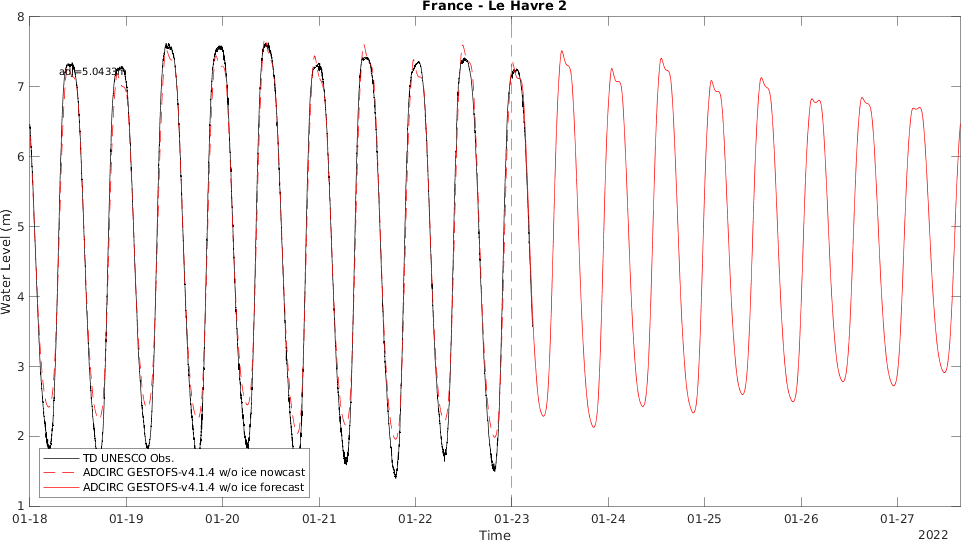 France - Le Havre 2
8
7
6
5
4
3
2
1
Water Level (m)
adj=5.0433m
TD UNESCO Obs.
ADCIRC GESTOFS-v4.1.4 w/o ice nowcast
ADCIRC GESTOFS-v4.1.4 w/o ice forecast
01-18 01-19 01-20 01-21 01-22 01-23 01-24 01-25 01-26 01-27
Time
2022